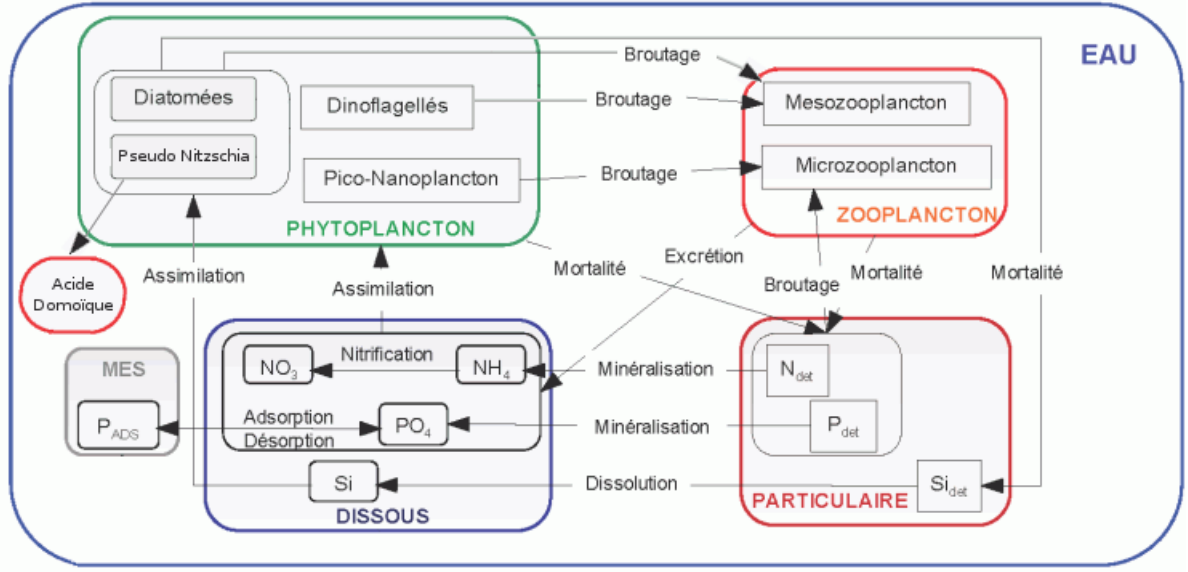 EAU
Broutage
Diatomées
Dinoflagellés
Broutage
Mesozooplancton
Pseudo Nitzschia
Pico-Nanoplancton
Broutage
Microzooplancton
PHYTOPLANCTON
ZOOPLANCTON
Acide
Domoïque
Assimilation
Assimilation
Mortalité
Excrétion
Broutage
Mortalité
Mortalité
MES
NO3
Nitrification
NH4
Minéralisation
Ndet
PADS
Adsorption
Désorption
PO4
Minéralisation
Pdet
Si
Dissolution
Sidet
DISSOUS
PARTICULAIRE